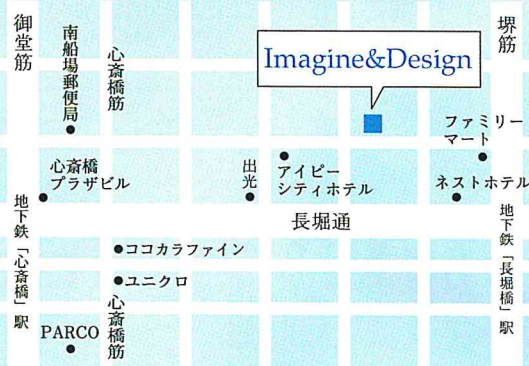 御堂筋
南船場郵便局
心斎橋筋
Imagine&Design
堺筋
ファミリー
マート
心斎橋
プラザビル
出光
アイピー
シティホテル
ネストホテル
長堀通
地下鉄「心斎橋」駅
地下鉄「長堀橋」駅
ココカラファイン
ユニクロ
心斎橋筋
PARCO